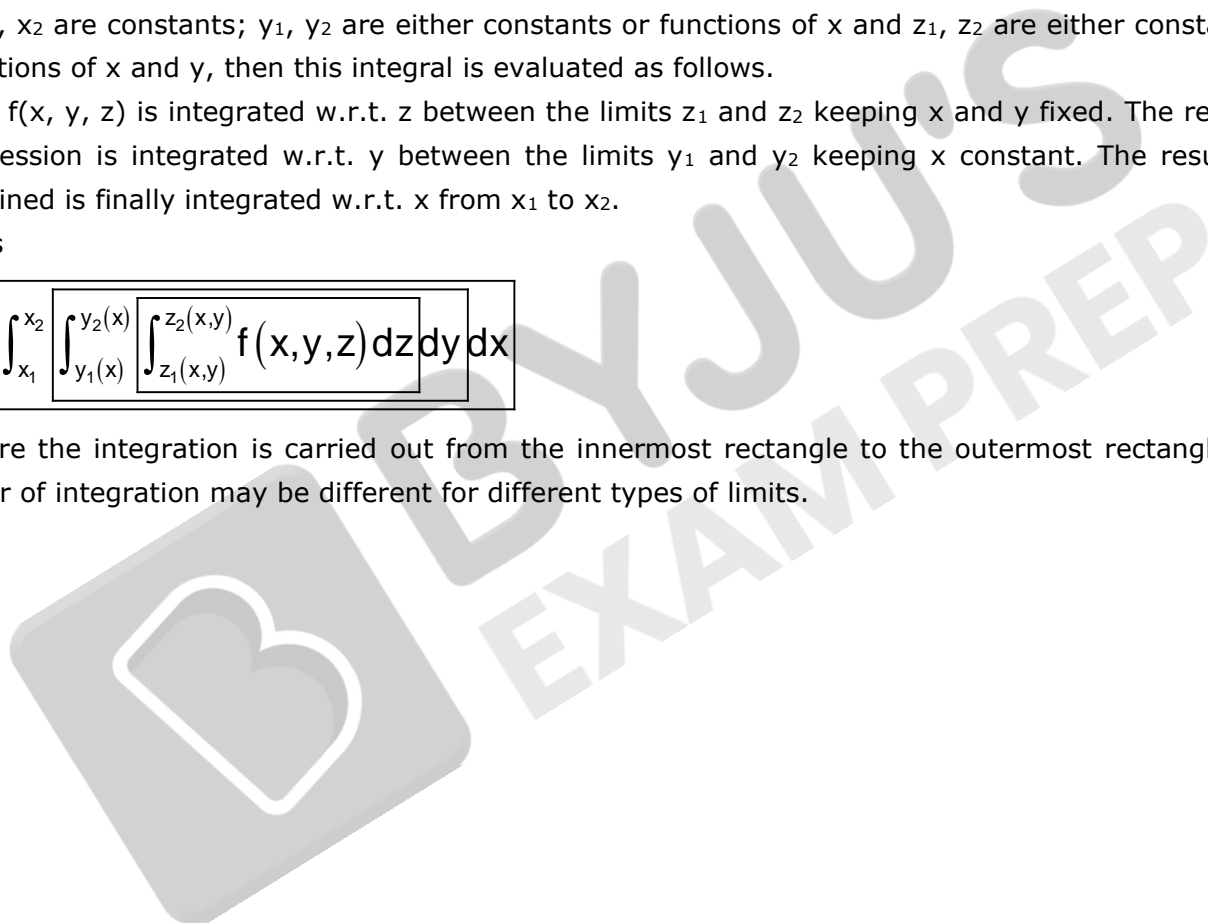 , x₂ are constants; y₁, y₂ are either constants or functions of x and z₁, z₂ are either consta
tions of x and y, then this integral is evaluated as follows.
f(x, y, z) is integrated w.r.t. z between the limits z₁ and z₂ keeping x and y fixed. The re
ession is integrated w.r.t. y between the limits y₁ and y₂ keeping x constant. The resu
ined is finally integrated w.r.t. x from x₁ to x₂.
s
∫_{x₁}^{x₂} ∫_{y₁(x)}^{y₂(x)} ∫_{z₁(x,y)}^{z₂(x,y)} f(x,y,z) dz dy dx
re the integration is carried out from the innermost rectangle to the outermost rectangl
r of integration may be different for different types of limits.
BYJU'S
EXAM PREP